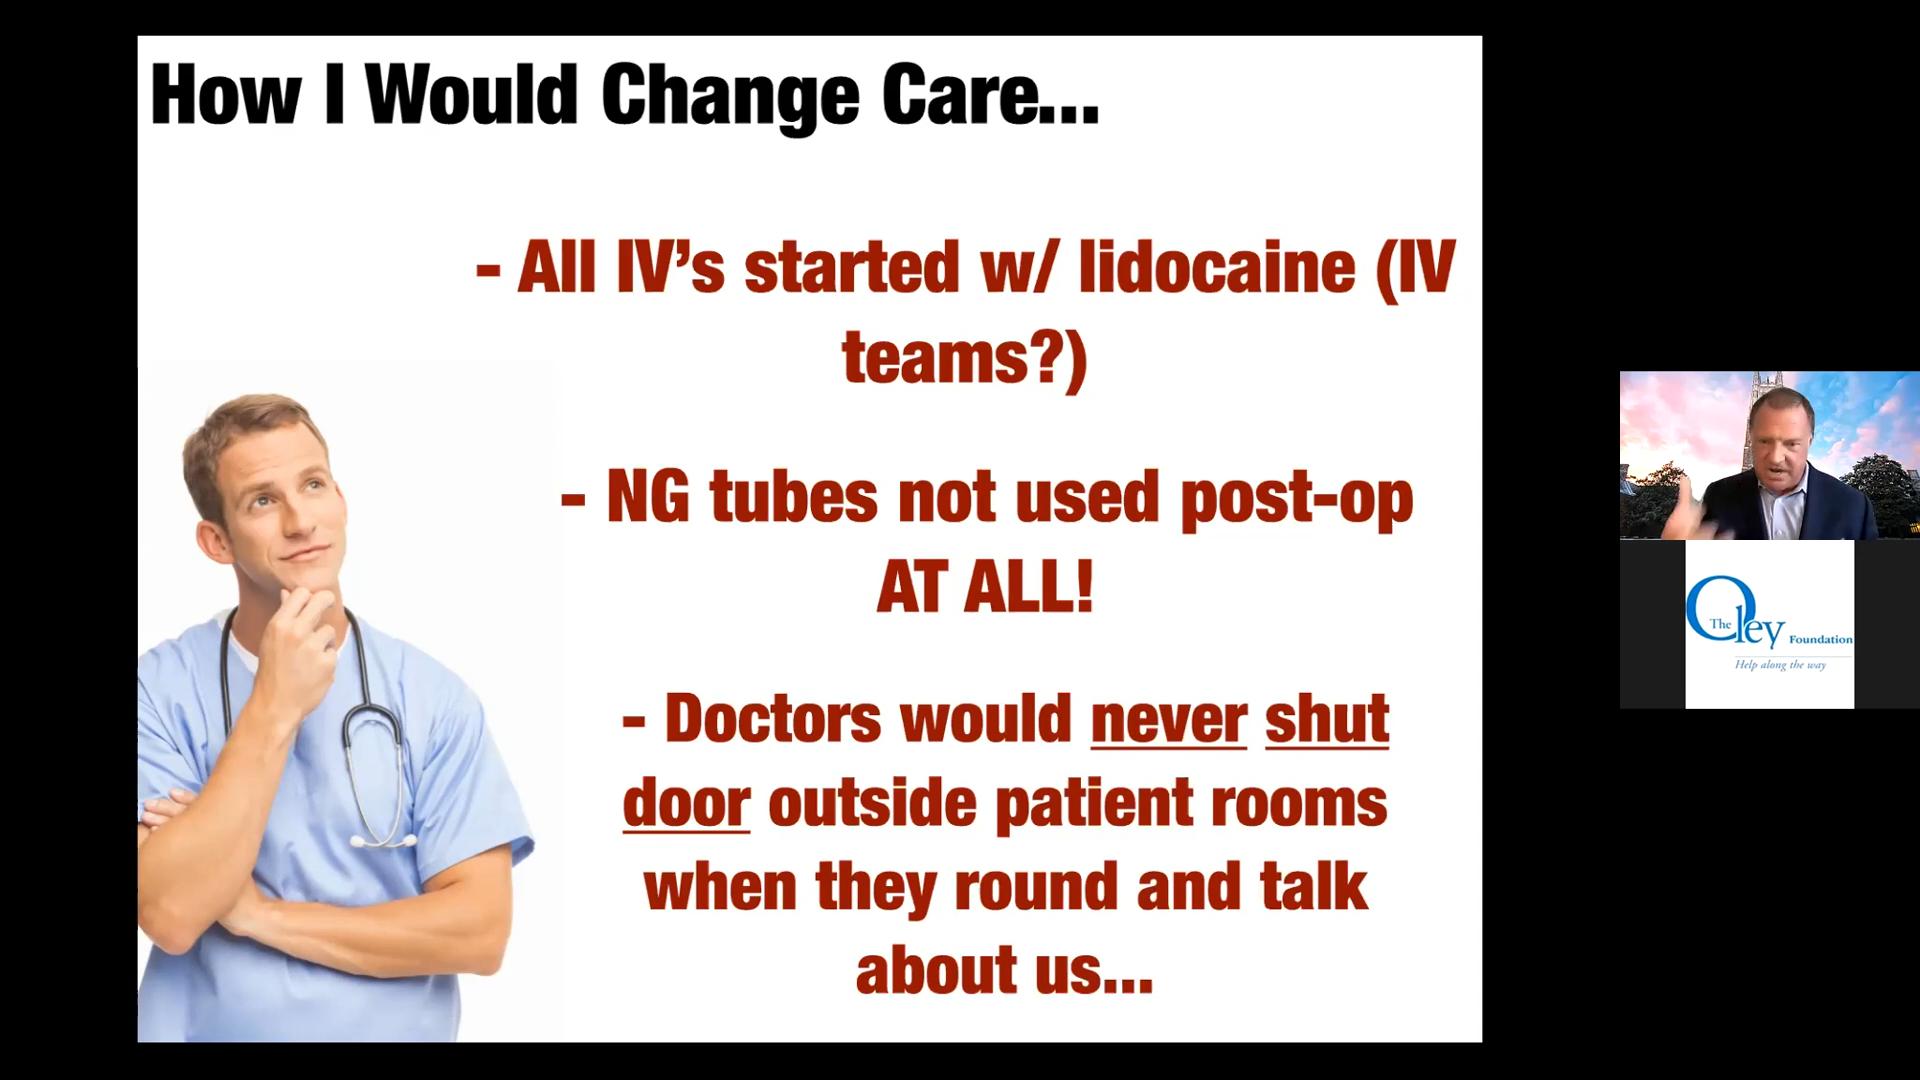 How I Would Change Care...
- All IV's started w/ lidocaine (IV
teams?)
- NG tubes not used post-op
AT ALL!
- Doctors would never shut
door outside patient rooms
when they round and talk
about us...
The Oley Foundation
Help along the way